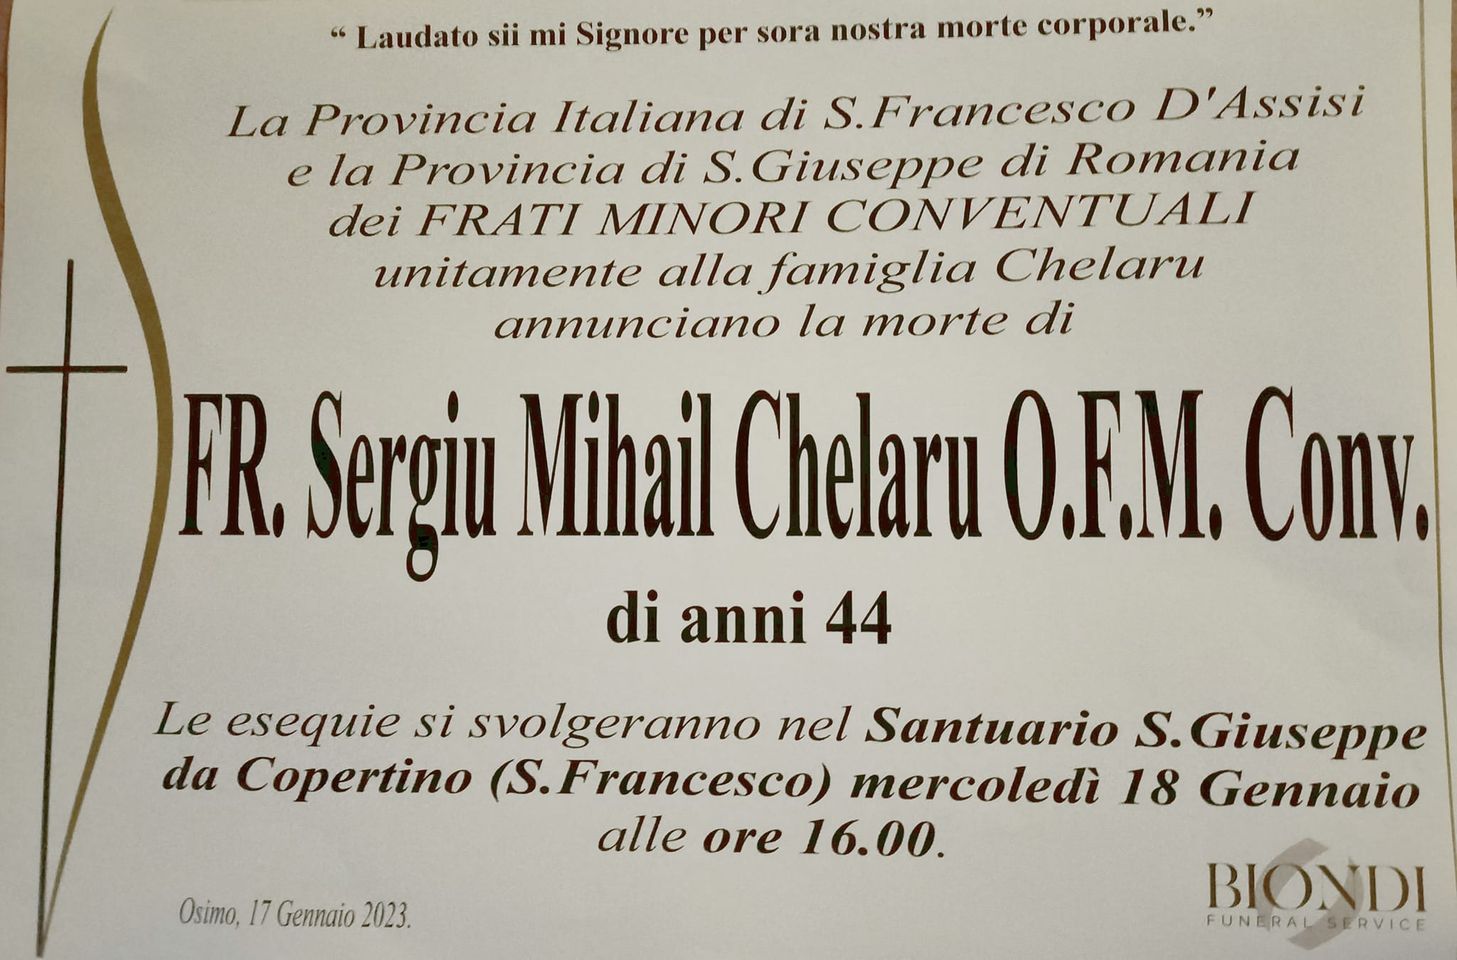 “ Laudato sii mi Signore per sora nostra morte corporale.”
La Provincia Italiana di S.Francesco D'Assisi
e la Provincia di S.Giuseppe di Romania
dei FRATI MINORI CONVENTUALI
unitamente alla famiglia Chelaru
annunciano la morte di
FR. Sergiu Mihail Chelaru O.F.M. Conv.
di anni 44
Le esequie si svolgeranno nel Santuario S.Giuseppe
da Copertino (S.Francesco) mercoledì 18 Gennaio
alle ore 16.00.
Osimo, 17 Gennaio 2023.
BIONDI
FUNERAL SERVICE